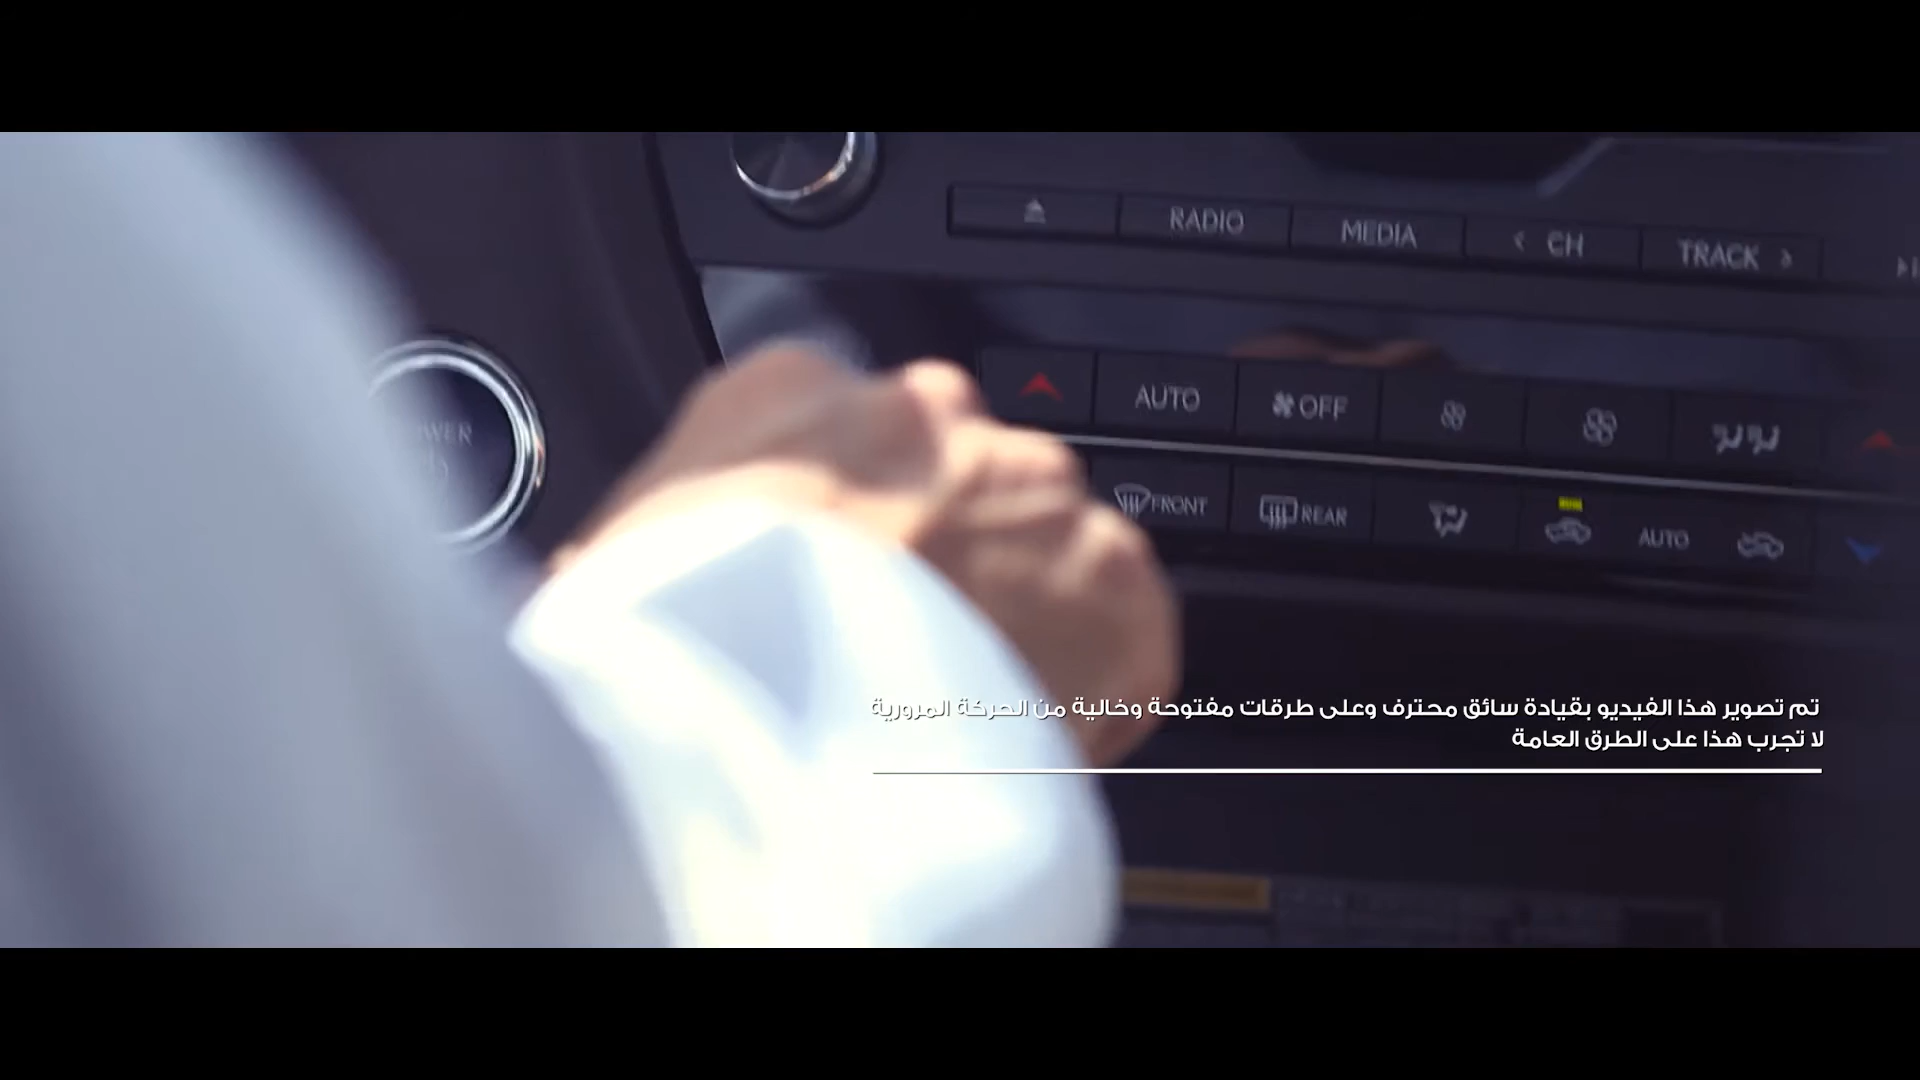 RADIO
MEDIA
CH
TRACK
AUTO
OFF
FRONT
REAR
AUTO
تم تصوير هذا الفيديو بقيادة سائق محترف وعلى طرقات مفتوحة وخالية من الحركة المرورية
لا تجرب هذا على الطرق العامة